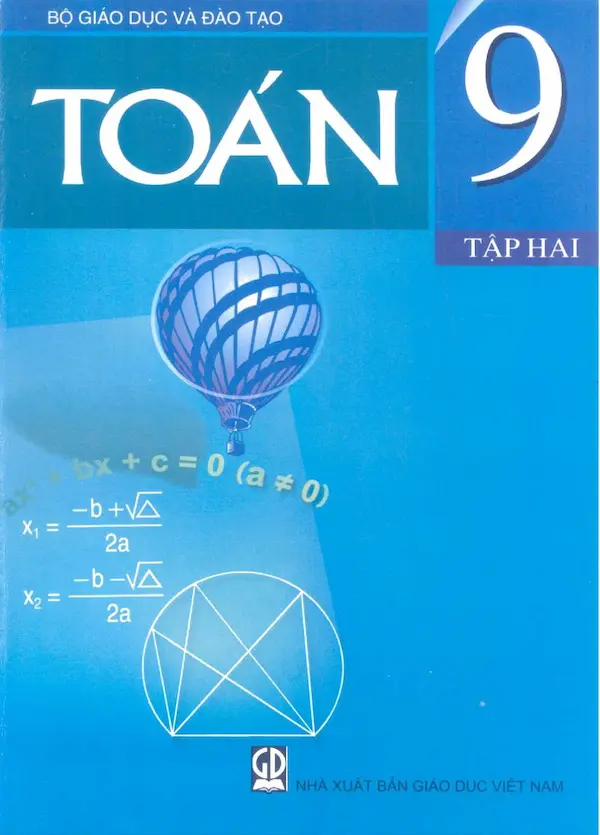 BỘ GIÁO DỤC VÀ ĐÀO TẠO
TOÁN
9
TẬP HAI
ax² + bx + c = 0 (a ≠ 0)
x₁ = (-b + √△) / 2a
x₂ = (-b - √△) / 2a
GD
NHÀ XUẤT BẢN GIÁO DỤC VIỆT NAM